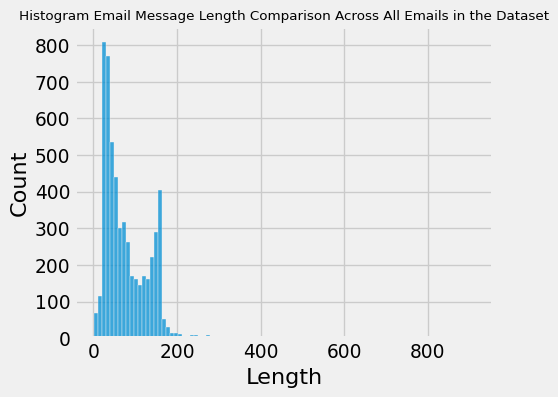 Histogram Email Message Length Comparison Across All Emails in the Dataset
800
700
600
500
400
300
200
100
0
Count
0 200 400 600 800
Length